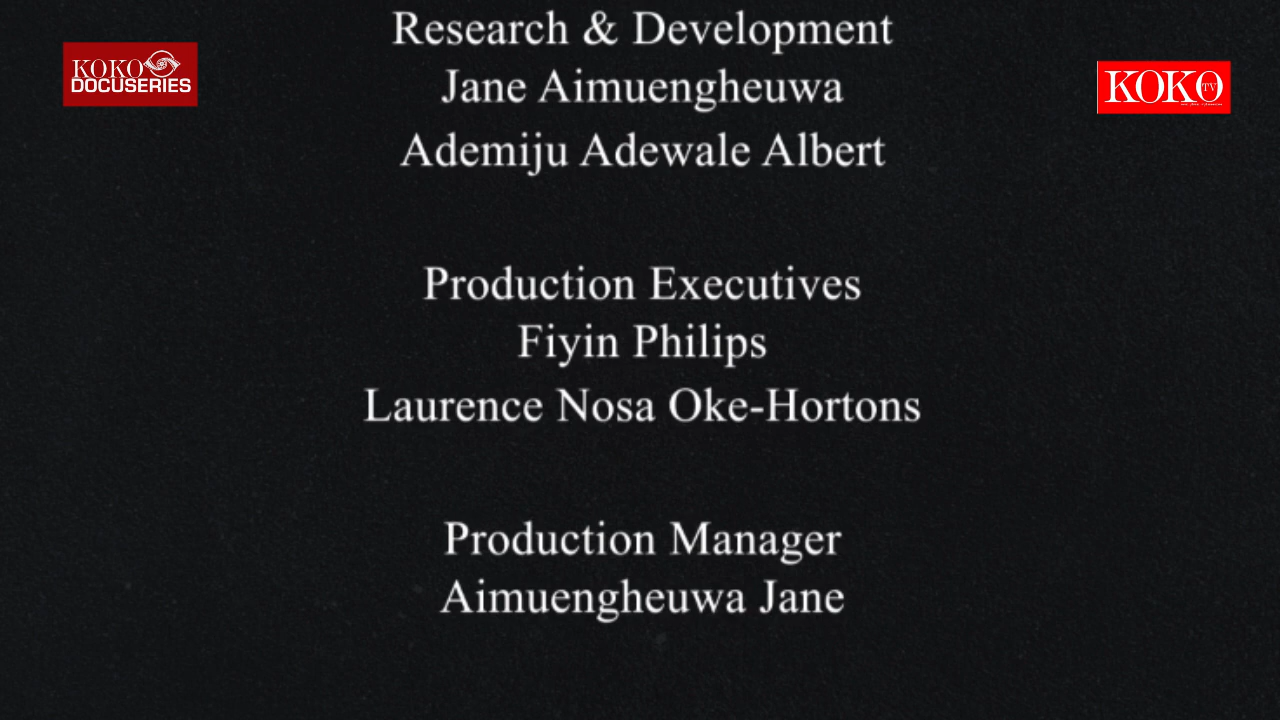 Research & Development
KOKO
DOCUSERIES
KOKO TV
Jane Aimuengheuwa
Ademiju Adewale Albert
Production Executives
Fiyin Philips
Laurence Nosa Oke-Hortons
Production Manager
Aimuengheuwa Jane